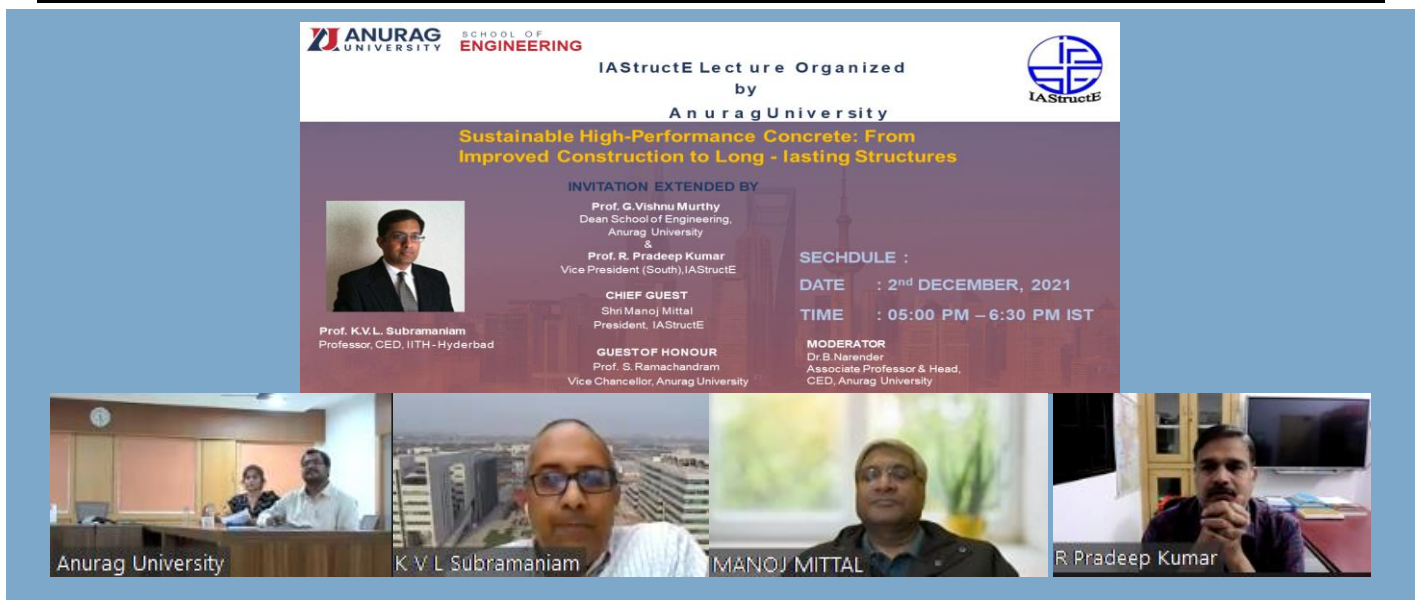 ANURAG
UNIVERSITY
SCHOOL OF
ENGINEERING
IAStructE Lecture Organized
by
Anurag University
IAStructE
Sustainable High-Performance Concrete: From
Improved Construction to Long - lasting Structures
INVITATION EXTENDED BY
Prof. G.Vishnu Murthy
Dean School of Engineering,
Anurag University
&
Prof. R. Pradeep Kumar
Vice President (South),IAStructE
CHIEF GUEST
Shri Manoj Mittal
President, IAStructE
GUEST OF HONOUR
Prof. S. Ramachandram
Vice Chancellor, Anurag University
Prof. K.V.L. Subramaniam
Professor, CED, IITH-Hyderbad
SECHDULE :
DATE : 2nd DECEMBER, 2021
TIME : 05:00 PM – 6:30 PM IST
MODERATOR
Dr.B.Narender
Associate Professor & Head,
CED, Anurag University
Anurag University
K V L Subramaniam
MANOJ MITTAL
R Pradeep Kumar